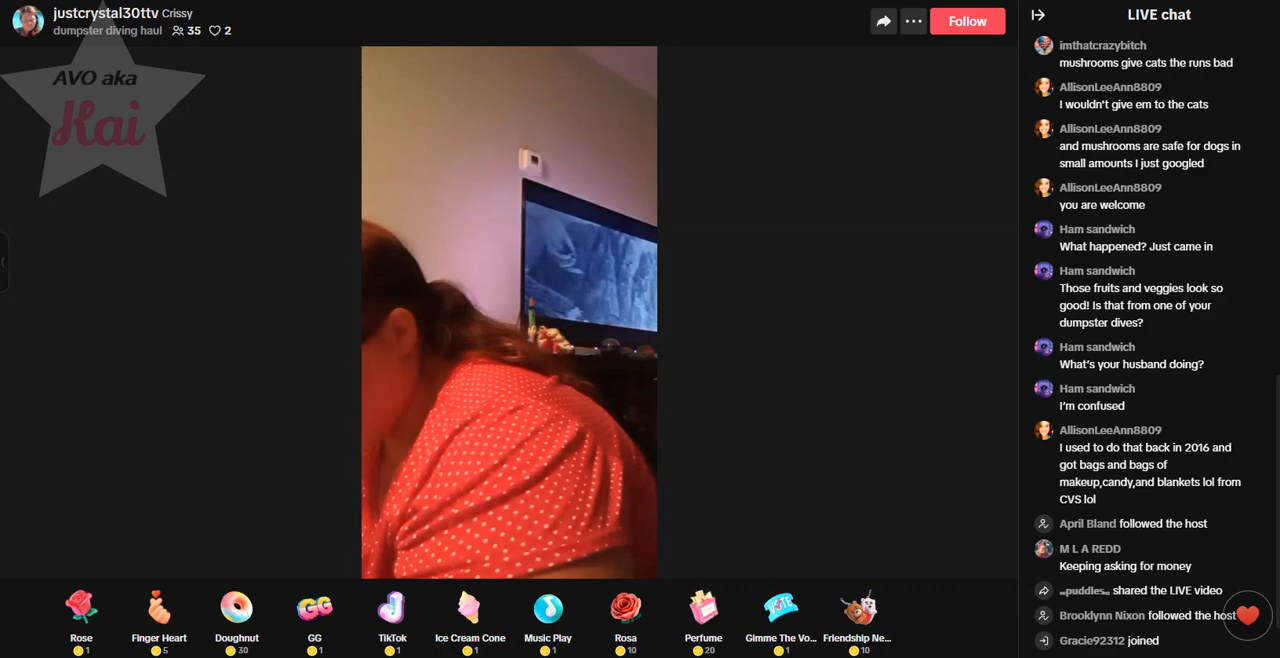 justcrystal30ttv Crissy
dumpster diving haul 35 2
Follow
LIVE chat
AVO aka
Kai
imthatcrazybitch
mushrooms give cats the runs bad
AllisonLeeAnn8809
I wouldn't give em to the cats
AllisonLeeAnn8809
and mushrooms are safe for dogs in
small amounts I just googled
AllisonLeeAnn8809
you are welcome
Ham sandwich
What happened? Just came in
Ham sandwich
Those fruits and veggies look so
good! Is that from one of your
dumpster dives?
Ham sandwich
What's your husband doing?
Ham sandwich
I'm confused
AllisonLeeAnn8809
I used to do that back in 2016 and
got bags and bags of
makeup,candy,and blankets lol from
CVS lol
April Bland followed the host
M L A REDD
Keeping asking for money
ₔpuddlesₔ shared the LIVE video
Brooklynn Nixon followed the host
Gracie92312 joined
GG
VOTE
Rose Finger Heart Doughnut GG TikTok Ice Cream Cone Music Play Rosa Perfume GImme The Vo... Friendship Ne...
1 5 30 1 1 1 1 10 20 1 10